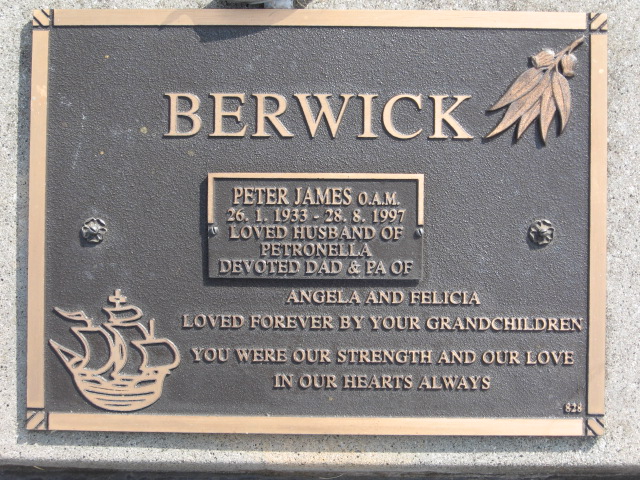 BERWICK
PETER JAMES O.A.M.
26. 1. 1933 - 28. 8. 1997
LOVED HUSBAND OF
PETRONELLA
DEVOTED DAD & PA OF
ANGELA AND FELICIA
LOVED FOREVER BY YOUR GRANDCHILDREN
YOU WERE OUR STRENGTH AND OUR LOVE
IN OUR HEARTS ALWAYS
828